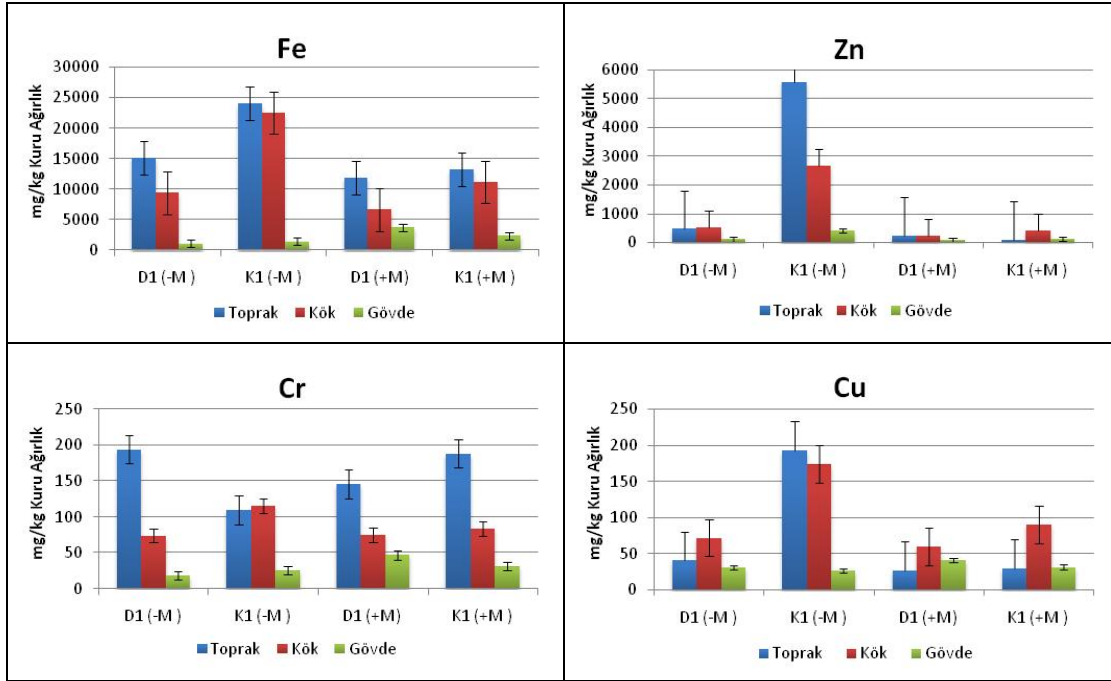 Fe
mg/kg Kuru Ağırlık
30000
25000
20000
15000
10000
5000
0
D1 (-M ) K1 (-M ) D1 (+M) K1 (+M )
Toprak Kök Gövde
Zn
mg/kg Kuru Ağırlık
6000
5000
4000
3000
2000
1000
0
D1 (-M ) K1 (-M ) D1 (+M) K1 (+M )
Toprak Kök Gövde
Cr
mg/kg Kuru Ağırlık
250
200
150
100
50
0
D1 (-M ) K1 (-M ) D1 (+M) K1 (+M )
Toprak Kök Gövde
Cu
mg/kg Kuru Ağırlık
250
200
150
100
50
0
D1 (-M ) K1 (-M ) D1 (+M) K1 (+M )
Toprak Kök Gövde